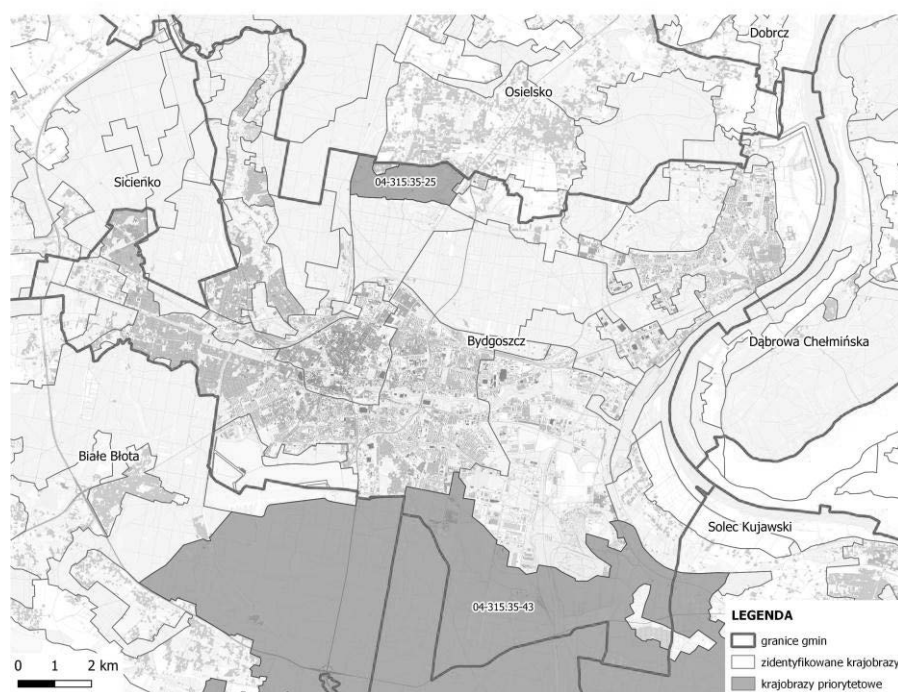 Dobrcz
Osielsko
Sicieńko
04-315.35-25
Bydgoszcz
Dąbrowa Chełmińska
Białe Błota
Solec Kujawski
04-315.35-43
LEGENDA
granice gmin
zidentyfikowane krajobrazy
krajobrazy priorytetowe
0 1 2 km